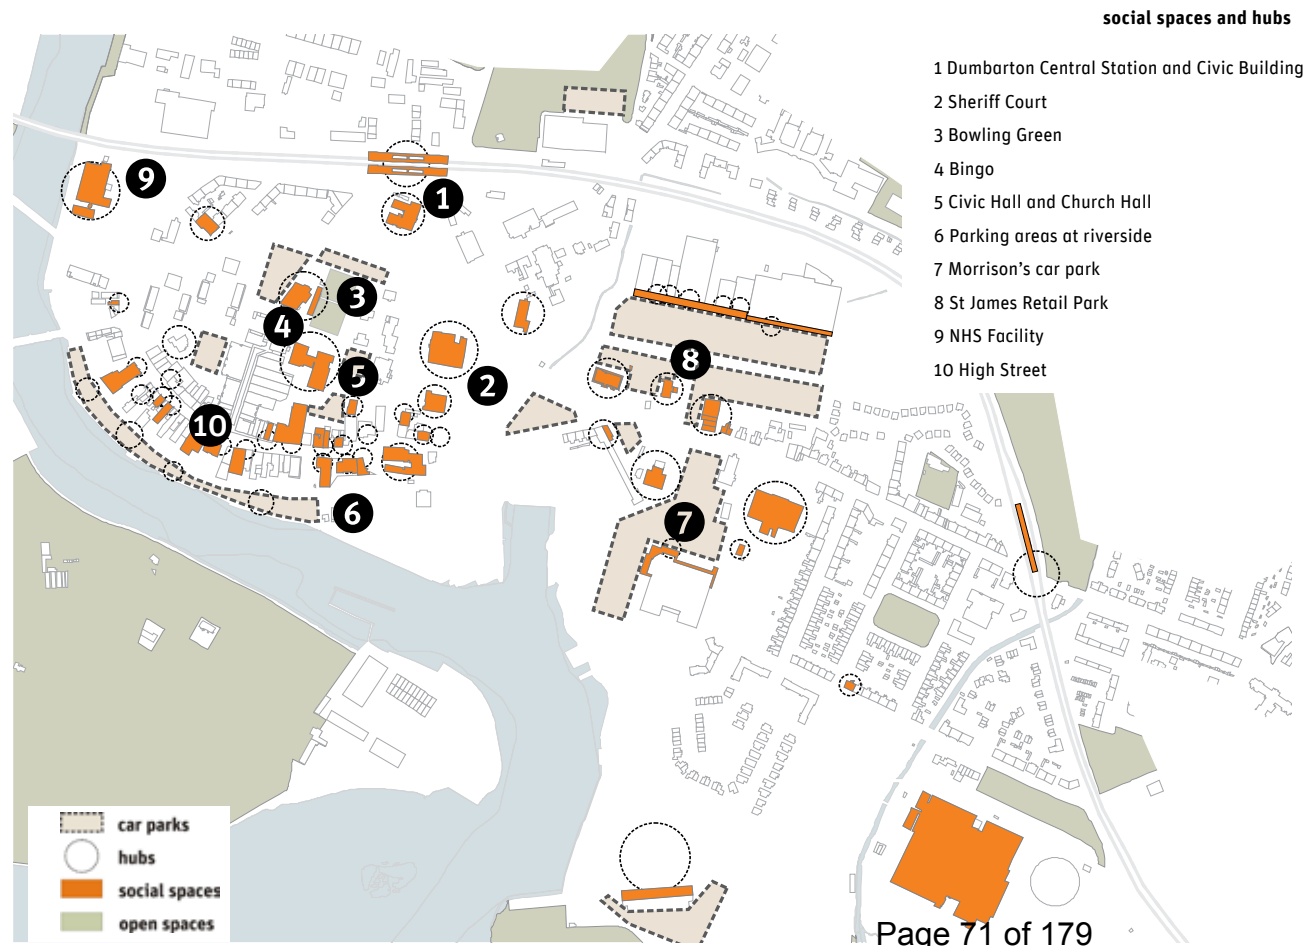 social spaces and hubs
1 Dumbarton Central Station and Civic Building
2 Sheriff Court
3 Bowling Green
4 Bingo
5 Civic Hall and Church Hall
6 Parking areas at riverside
7 Morrison's car park
8 St James Retail Park
9 NHS Facility
10 High Street
9
1
3
4
8
5
2
10
6
7
car parks
hubs
social spaces
open spaces
Page 71 of 179